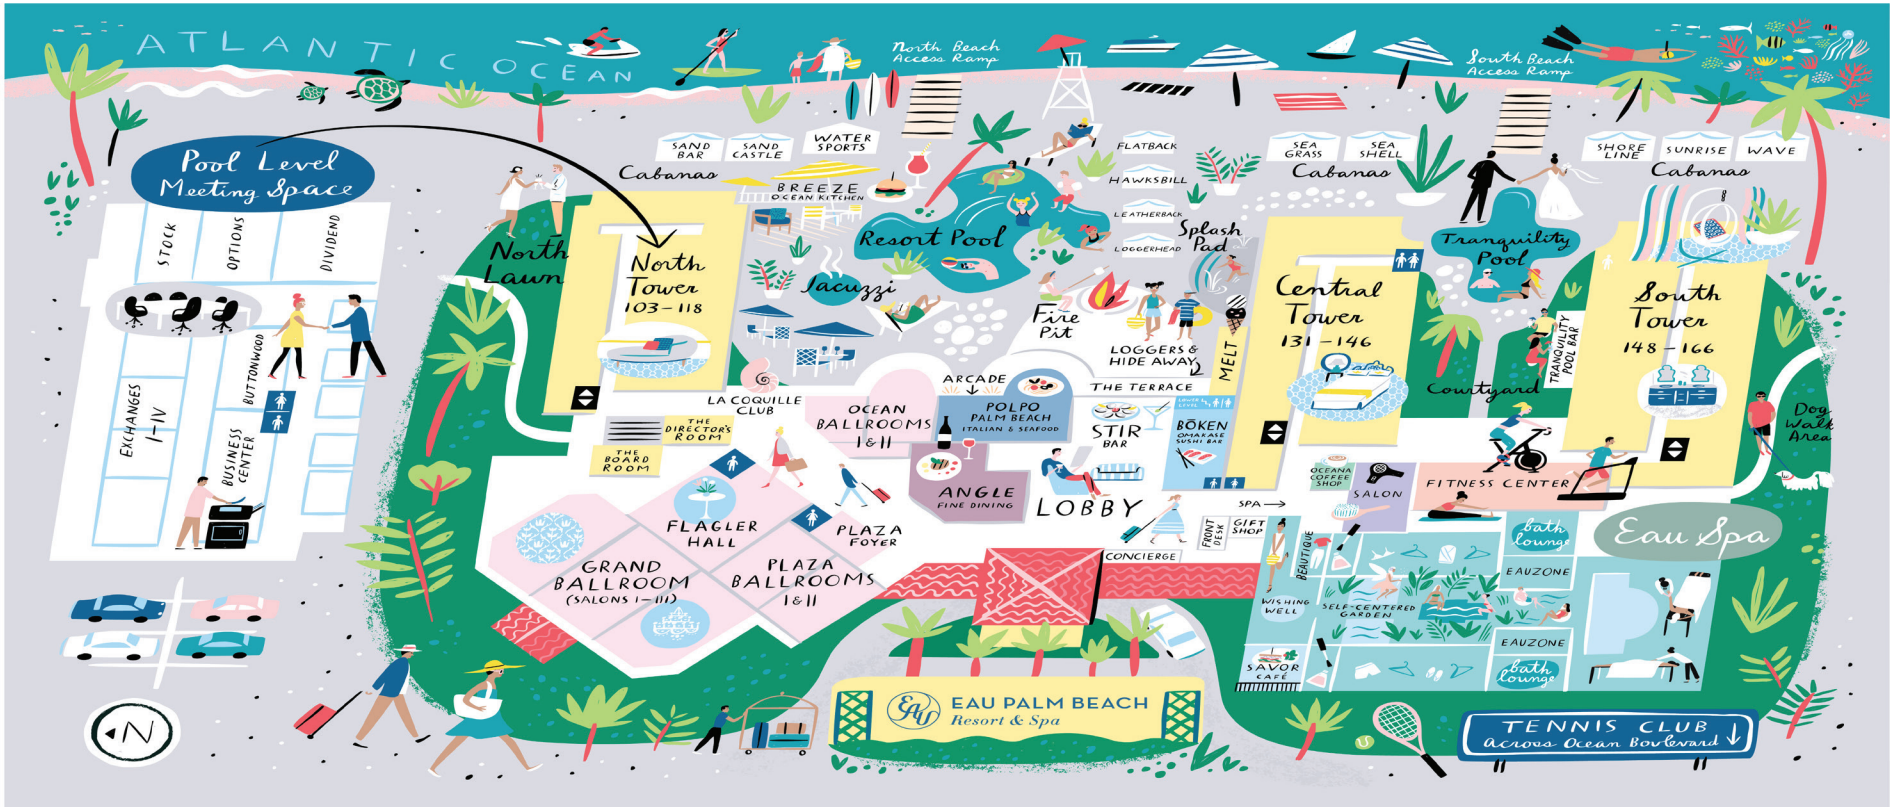 ATLANTIC OCEAN
North Beach
Access Ramp
South Beach
Access Ramp
Pool Level
Meeting Space
STOCK
OPTIONS
DIVIDEND
BUTTONWOOD
EXCHANGES
I-IV
BUSINESS
CENTER
N
SAND
BAR
SAND
CASTLE
WATER
SPORTS
Cabanas
BREEZE
OCEAN KITCHEN
FLATBACK
HAWKSBILL
LEATHERBACK
LOGGERHEAD
SEA
GRASS
SEA
SHELL
Cabanas
SHORE
LINE
SUNRISE
WAVE
Cabanas
North
Lawn
North
Tower
103-118
Resort Pool
Jacuzzi
Splash
Pad
Fire
Pit
LOGGERS &
HIDE AWAY
MELT
Central
Tower
131-146
Tranquility
Pool
TRANQUILITY
POOL BAR
Courtyard
South
Tower
148-166
Dog
Walk
Area
LA COQUILLE
CLUB
THE
DIRECTOR'S
ROOM
THE
BOARD
ROOM
OCEAN
BALLROOMS
I & II
ARCADE
POLPO
PALM BEACH
ITALIAN & SEAFOOD
THE TERRACE
STIR
BAR
LOWER
LEVEL
BŌKEN
OMAKASE
SUSHI BAR
ANGLE
FINE DINING
LOBBY
FLAGLER
HALL
PLAZA
FOYER
GRAND
BALLROOM
(SALONS I-III)
PLAZA
BALLROOMS
I & II
CONCIERGE
FRONT
DESK
GIFT
SHOP
SPA →
OCEANA
COFFEE
SHOP
SALON
FITNESS CENTER
Eau Spa
BEAUTIQUE
bath
lounge
EAUZONE
WISHING
WELL
SELF-CENTERED
GARDEN
EAUZONE
bath
lounge
SAVOR
CAFÉ
EAU
EAU PALM BEACH
Resort & Spa
TENNIS CLUB
Across Ocean Boulevard ↓